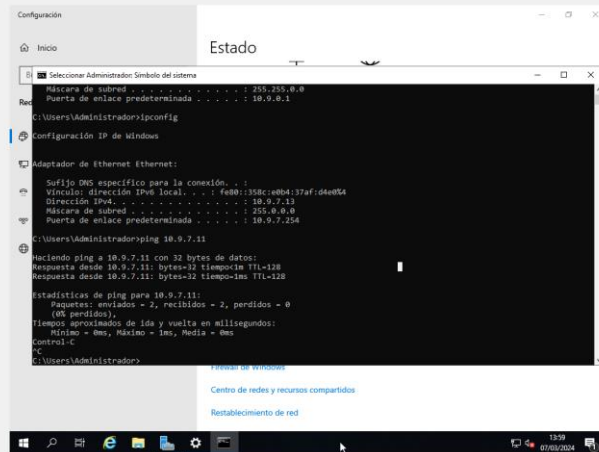 Configuración
Inicio
Estado
Seleccionar Administrador: Símbolo del sistema
Máscara de subred . . . . . . . . . . . . : 255.255.0.0
Puerta de enlace predeterminada . . . . . : 10.9.0.1
C:\Users\Administrador>ipconfig
Configuración IP de Windows
Adaptador de Ethernet Ethernet:
Sufijo DNS específico para la conexión. . :
Vínculo: dirección IPv6 local. . . : fe80::358c:e0b4:37af:d4e0%4
Dirección IPv4. . . . . . . . . . . . . . : 10.9.7.13
Máscara de subred . . . . . . . . . . . . : 255.0.0.0
Puerta de enlace predeterminada . . . . . : 10.9.7.254
C:\Users\Administrador>ping 10.9.7.11
Haciendo ping a 10.9.7.11 con 32 bytes de datos:
Respuesta desde 10.9.7.11: bytes=32 tiempo<1m TTL=128
Respuesta desde 10.9.7.11: bytes=32 tiempo=1ms TTL=128
Estadísticas de ping para 10.9.7.11:
Paquetes: enviados = 2, recibidos = 2, perdidos = 0
(0% perdidos),
Tiempos aproximados de ida y vuelta en milisegundos:
Mínimo = 0ms, Máximo = 1ms, Media = 0ms
Control-C
^C
C:\Users\Administrador>
Firewall de Windows
Centro de redes y recursos compartidos
Restablecimiento de red
13:59
07/03/2024